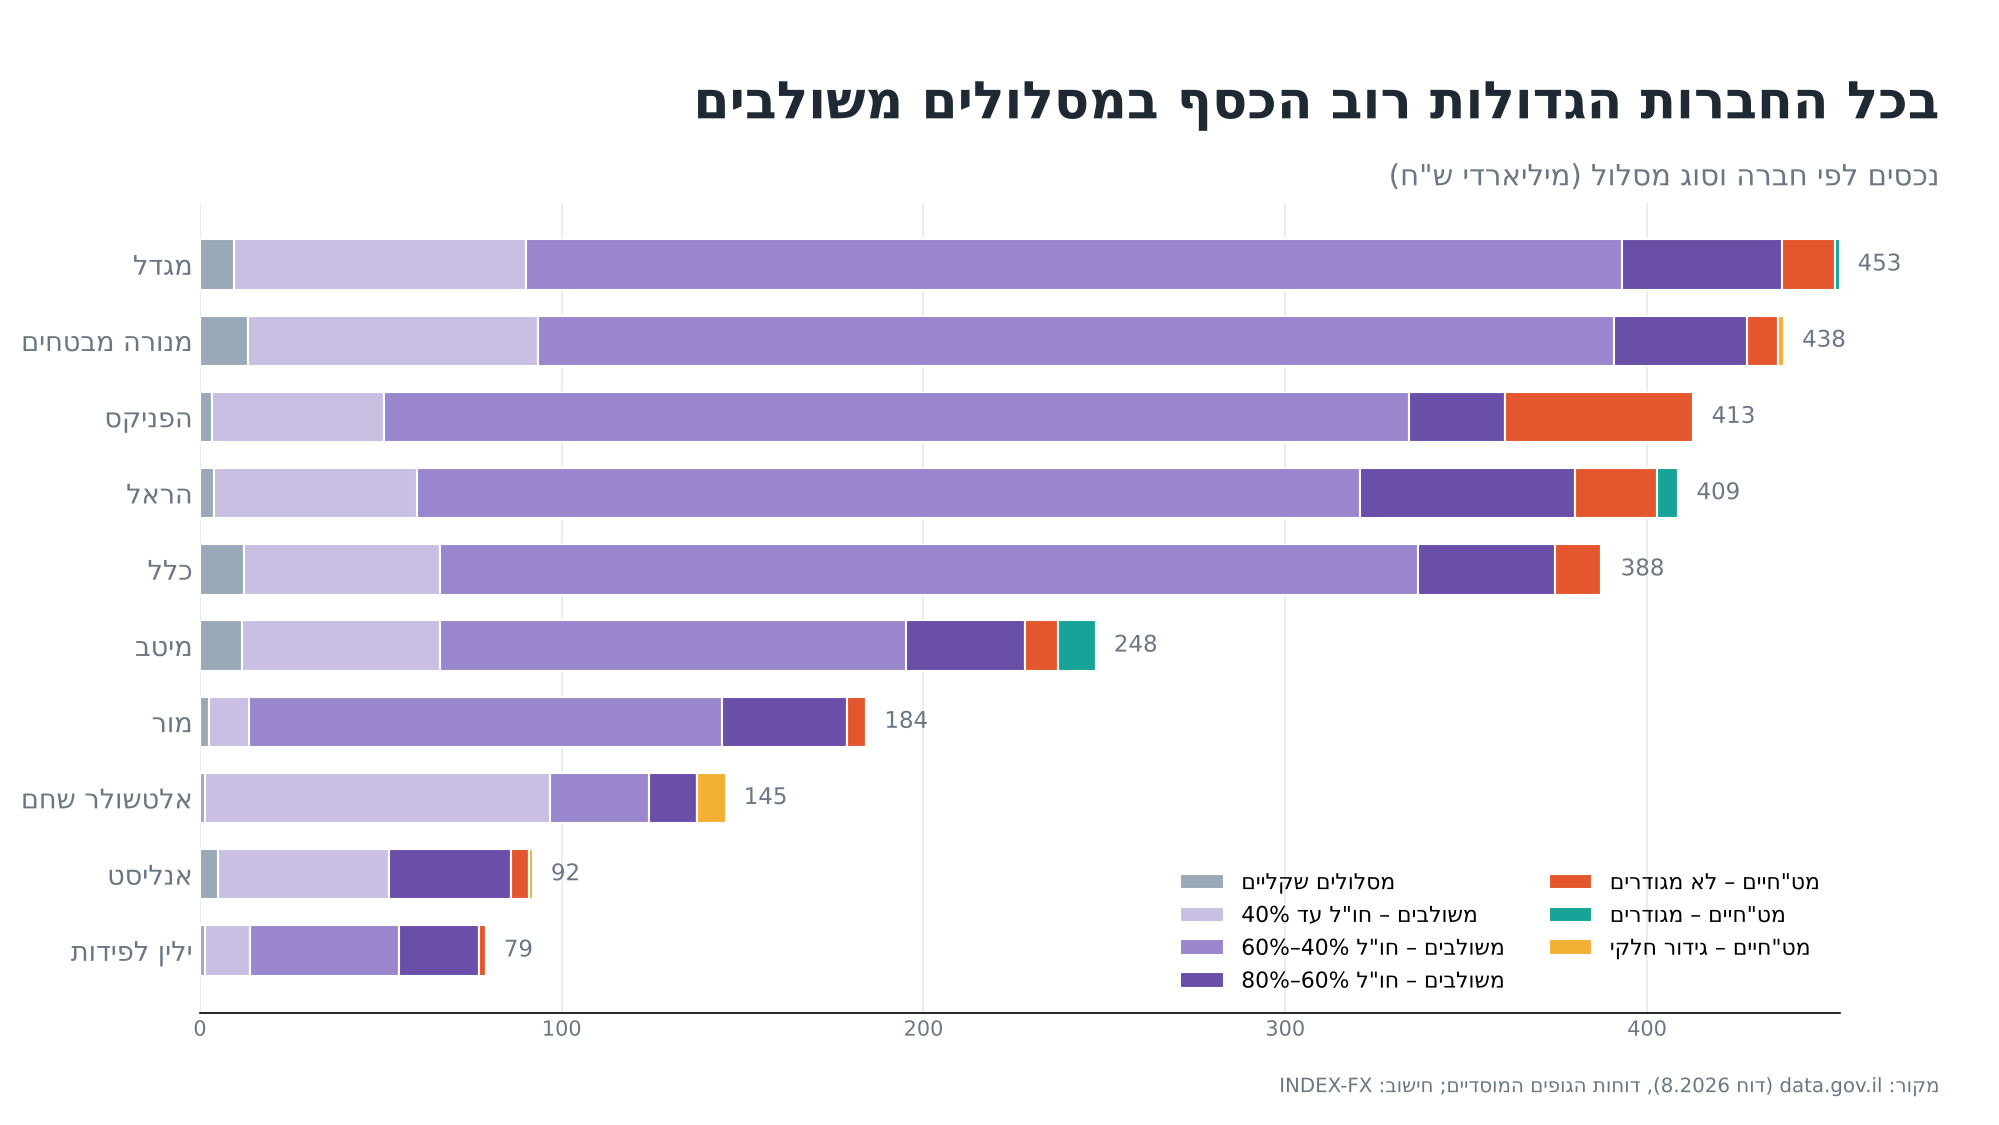 בכל החברות הגדולות רוב הכסף במסלולים משולבים
נכסים לפי חברה וסוג מסלול (מיליארדי ש"ח)
מגדל 453
מנורה מבטחים 438
הפניקס 413
הראל 409
כלל 388
מיטב 248
מור 184
אלטשולר שחם 145
אנליסט 92
ילין לפידות 79
מסלולים שקליים
משולבים – חו"ל עד 40%
משולבים – חו"ל 40%–60%
משולבים – חו"ל 60%–80%
מט"חיים – לא מגודרים
מט"חיים – מגודרים
מט"חיים – גידור חלקי
0 100 200 300 400
מקור: data.gov.il (דוח 8.2026), דוחות הגופים המוסדיים; חישוב: INDEX-FX